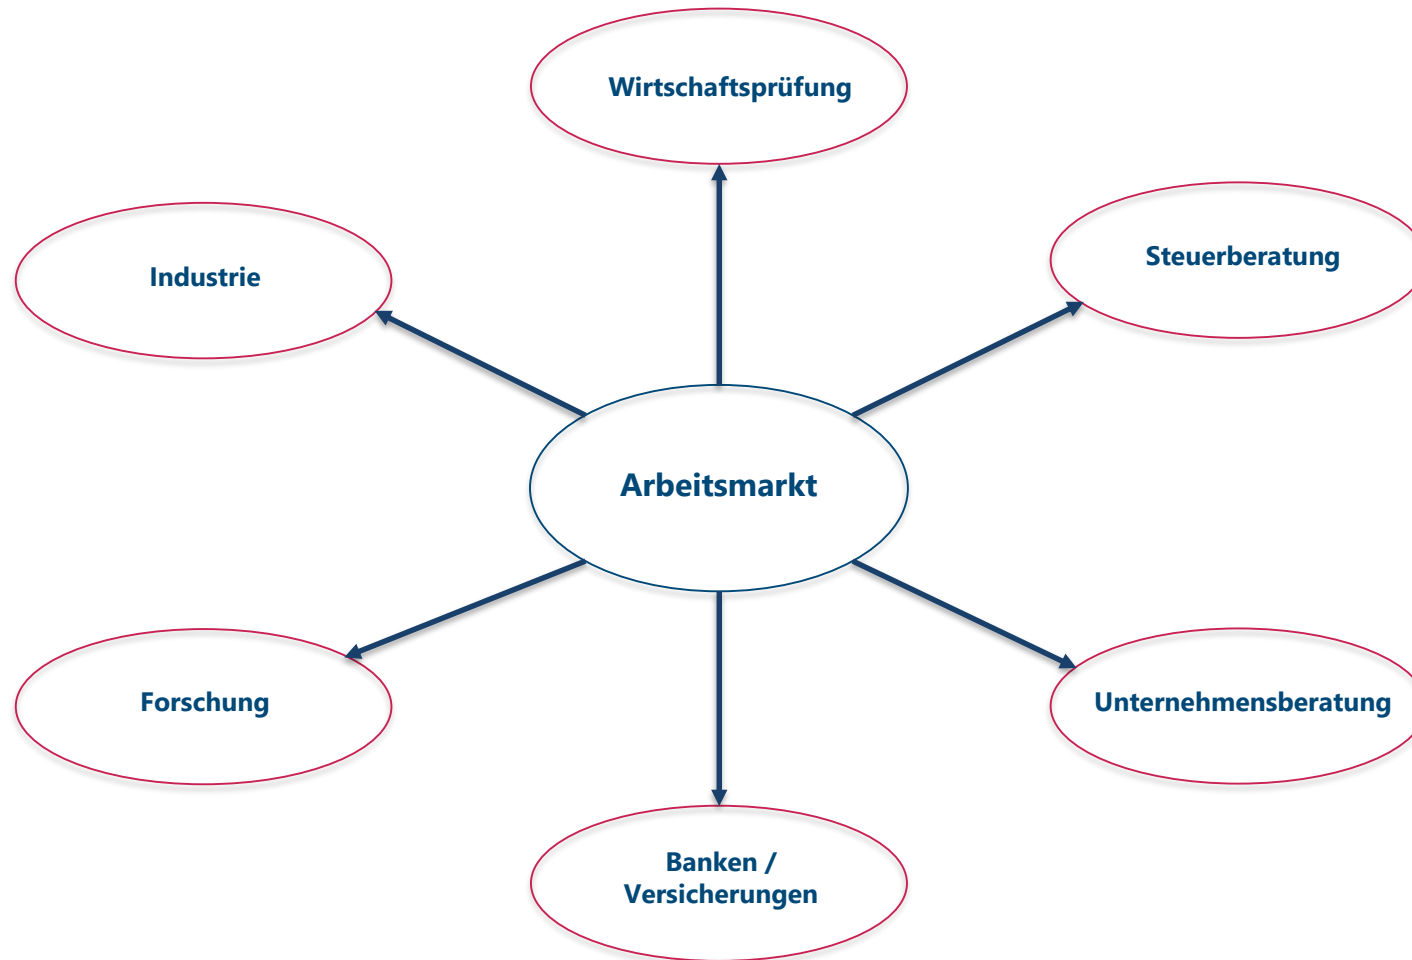 Wirtschaftsprüfung
Steuerberatung
Industrie
Arbeitsmarkt
Forschung
Unternehmensberatung
Banken /
Versicherungen